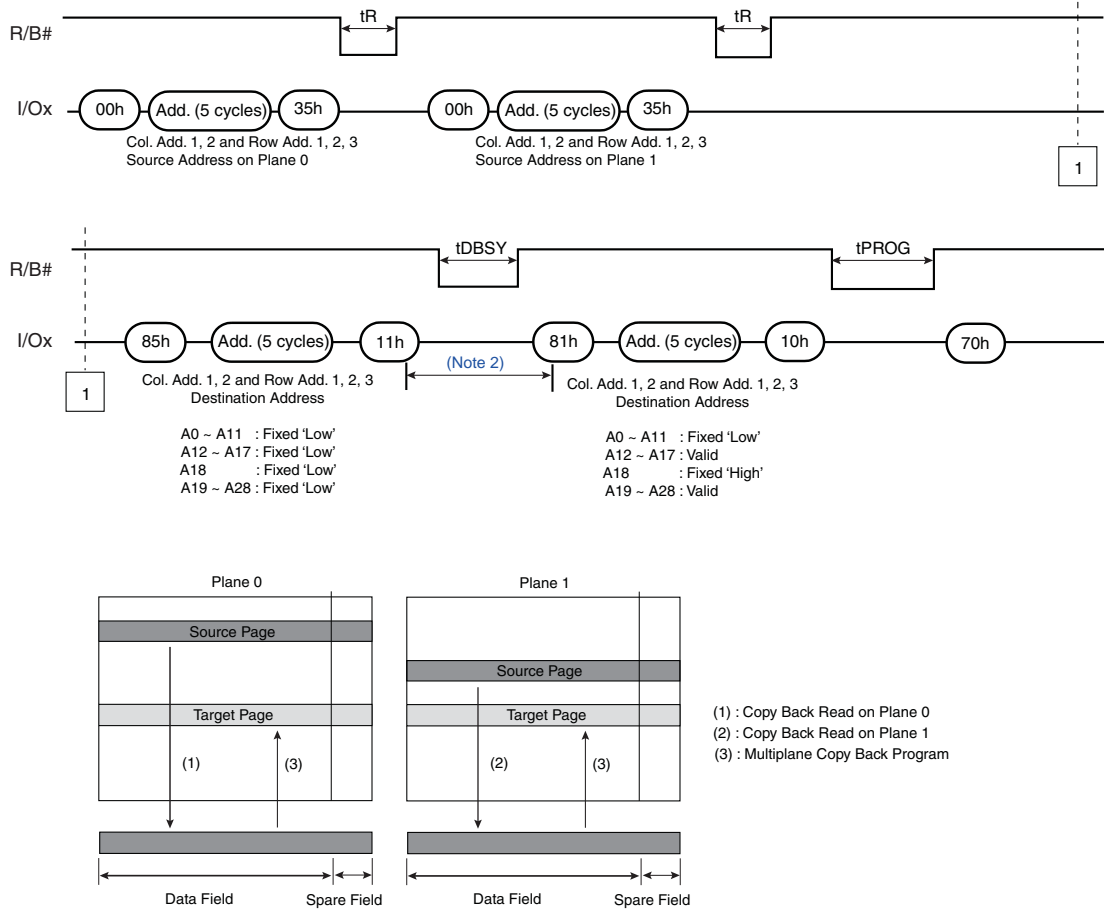 tR
tR
R/B#
I/Ox
00h
Add. (5 cycles)
35h
00h
Add. (5 cycles)
35h
Col. Add. 1, 2 and Row Add. 1, 2, 3
Source Address on Plane 0
Col. Add. 1, 2 and Row Add. 1, 2, 3
Source Address on Plane 1
1
tDBSY
tPROG
R/B#
I/Ox
85h
Add. (5 cycles)
11h
(Note 2)
81h
Add. (5 cycles)
10h
70h
1
Col. Add. 1, 2 and Row Add. 1, 2, 3
Destination Address
Col. Add. 1, 2 and Row Add. 1, 2, 3
Destination Address
A0 ~ A11 : Fixed 'Low'
A12 ~ A17 : Fixed 'Low'
A18 : Fixed 'Low'
A19 ~ A28 : Fixed 'Low'
A0 ~ A11 : Fixed 'Low'
A12 ~ A17 : Valid
A18 : Fixed 'High'
A19 ~ A28 : Valid
Plane 0
Plane 1
Source Page
Source Page
Target Page
Target Page
(1)
(3)
(2)
(3)
(1) : Copy Back Read on Plane 0
(2) : Copy Back Read on Plane 1
(3) : Multiplane Copy Back Program
Data Field
Spare Field
Data Field
Spare Field